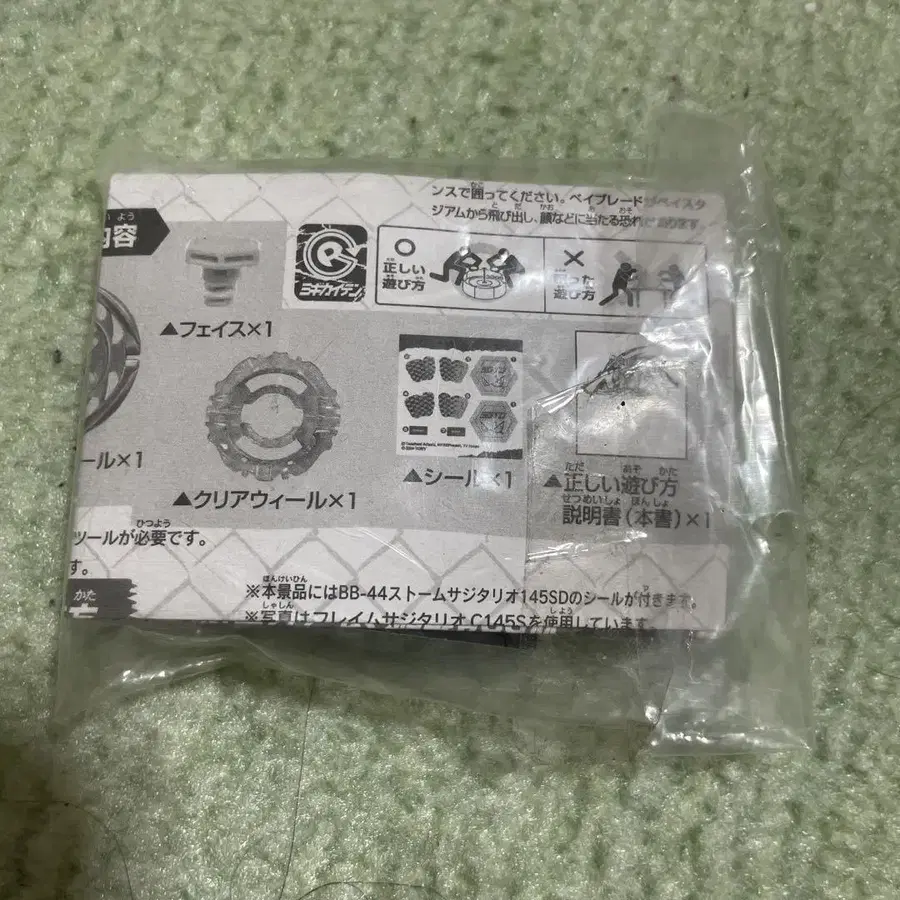 ンスで囲ってください。ベイブレード
ジアムから飛び出し、顔などに当たる恐れ
内容
ミギカイテン
正しい
遊び方
遊び方
▲フェイス×1
ール×1
▲クリアウィール×1
▲シール×1
▲正しい遊び方
説明書(本書)×1
ツールが必要です。
す。
※本景品にはBB-44ストームサジタリオ145SDのシールが付きます。
※写真はフレイムサジタリオ C145Sを使用しています。